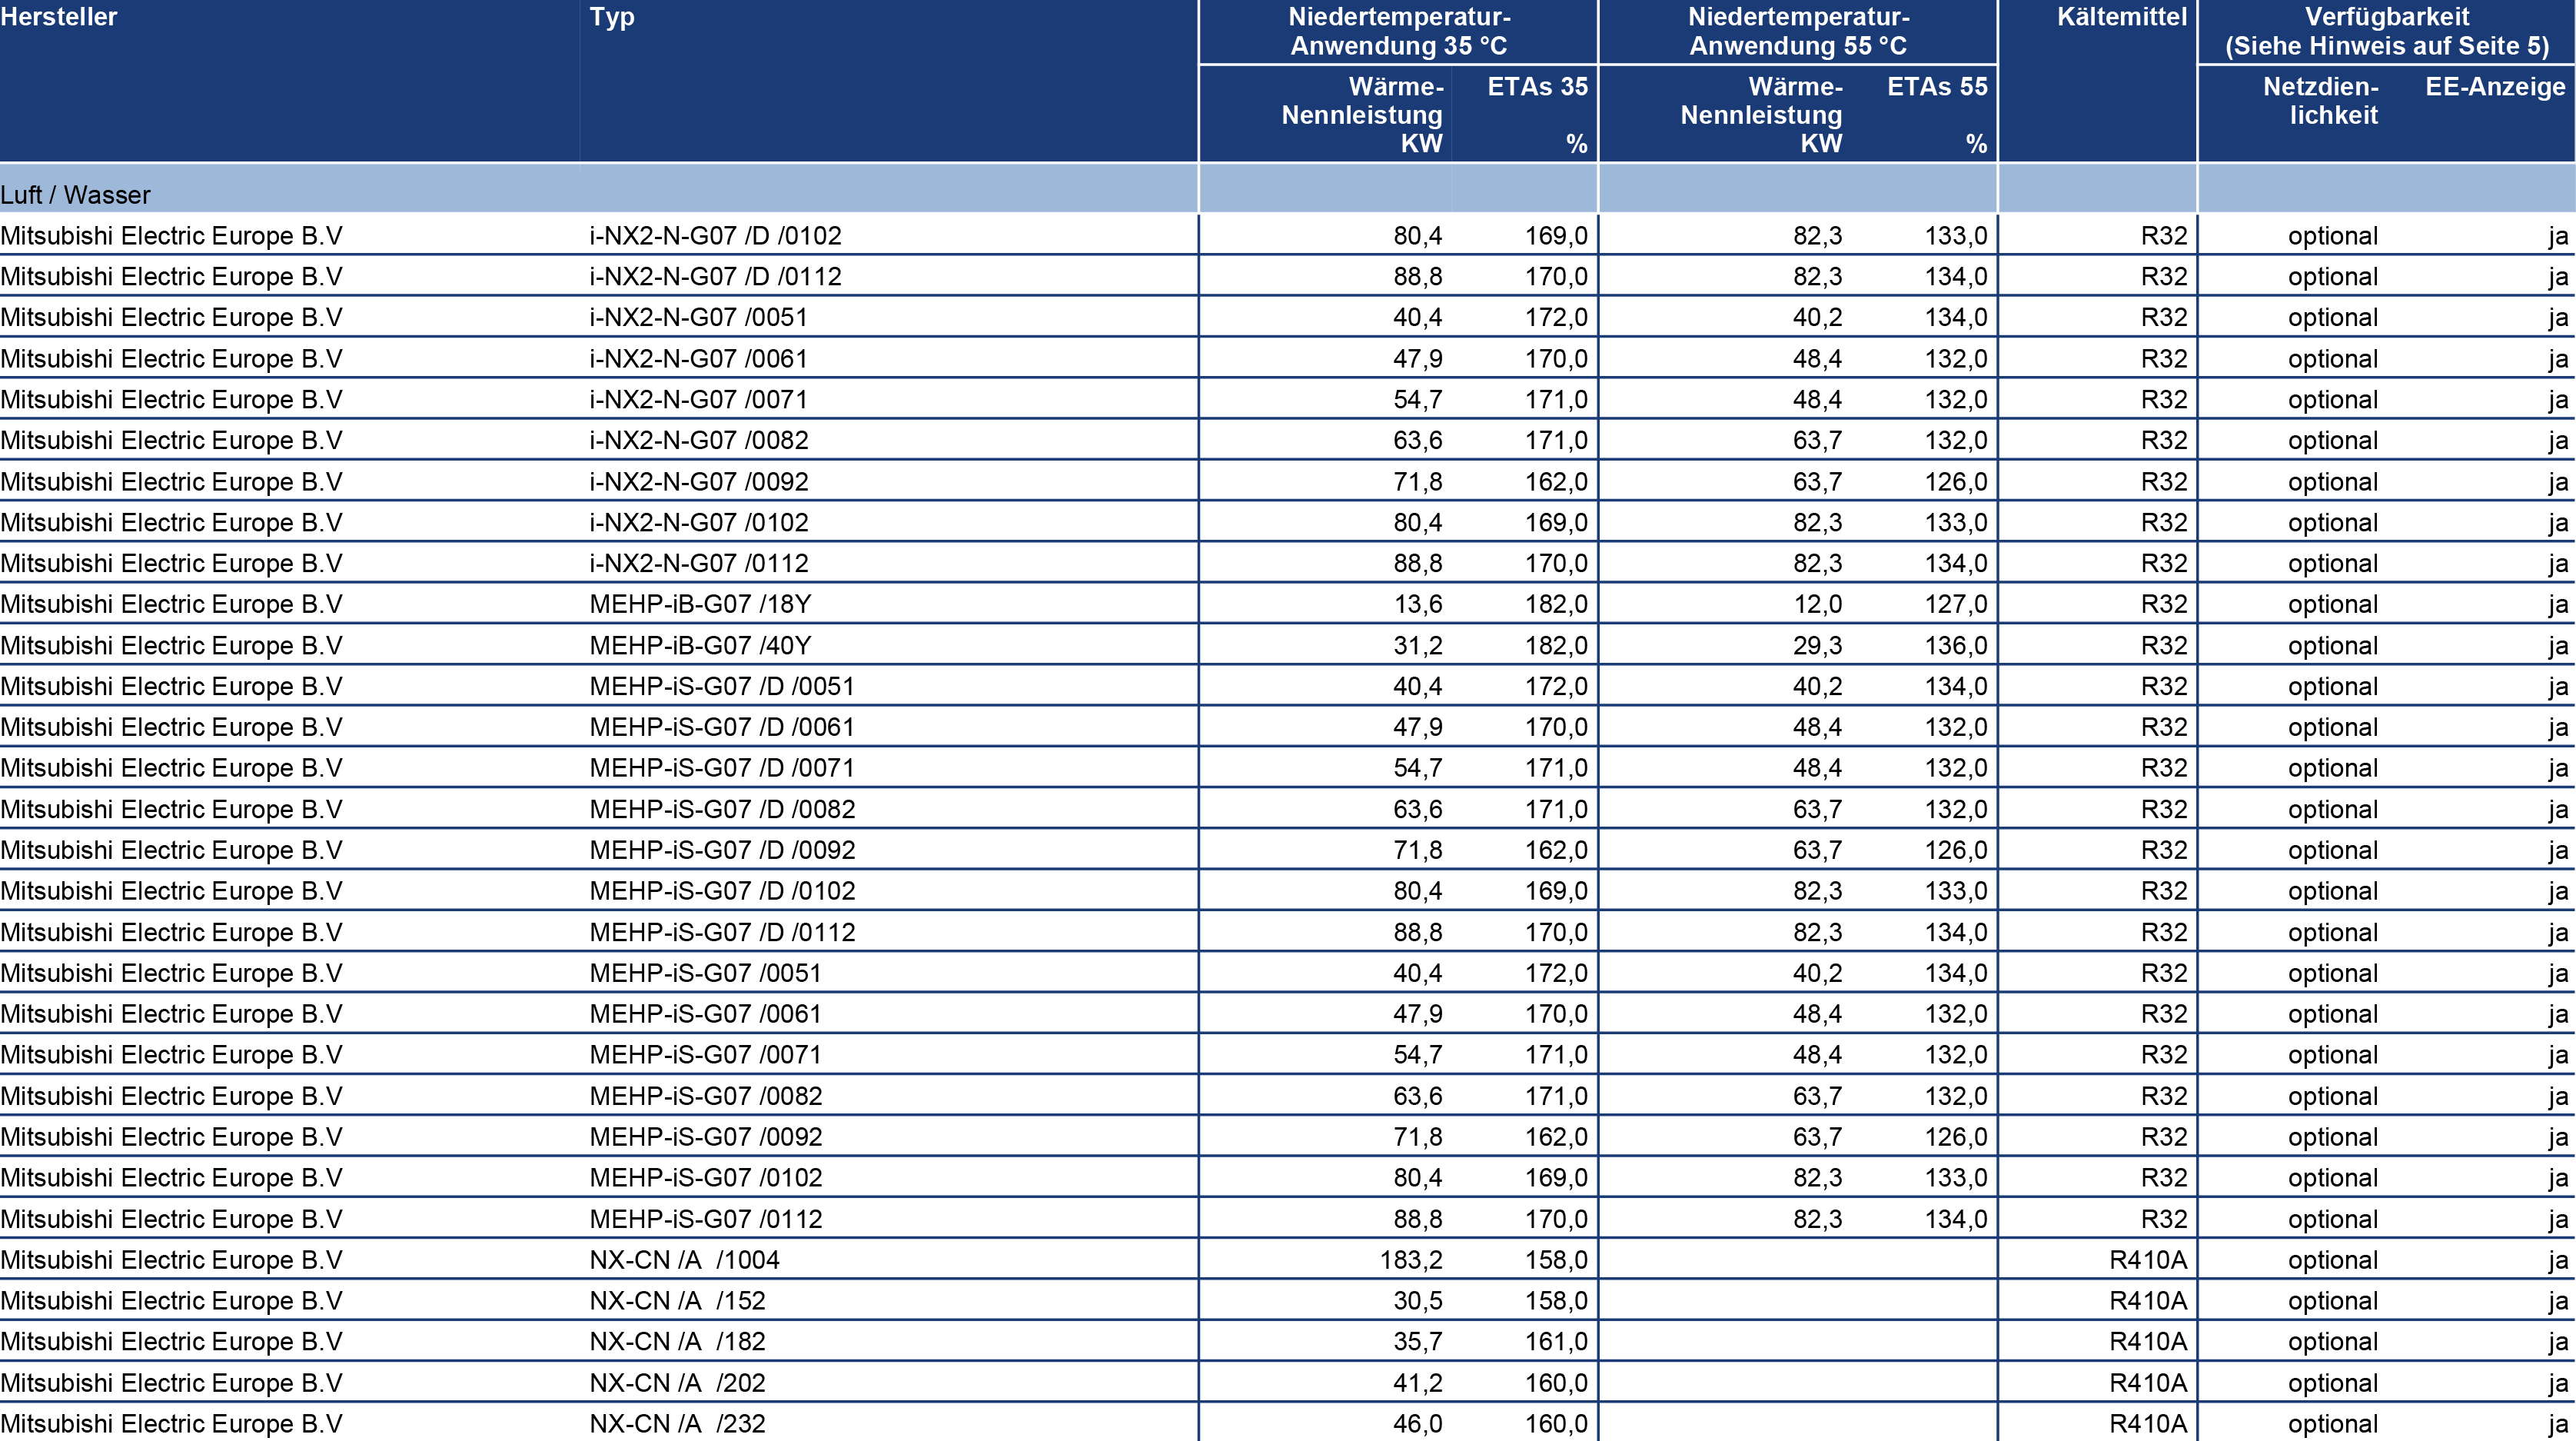 Hersteller Typ Niedertemperatur- Niedertemperatur- Kältemittel Verfügbarkeit
Anwendung 35 °C Anwendung 55 °C (Siehe Hinweis auf Seite 5)
Wärme- ETAs 35 Wärme- ETAs 55 Netzdien- EE-Anzeige
Nennleistung Nennleistung lichkeit
KW % KW %
Luft / Wasser
Mitsubishi Electric Europe B.V i-NX2-N-G07 /D /0102 80,4 169,0 82,3 133,0 R32 optional ja
Mitsubishi Electric Europe B.V i-NX2-N-G07 /D /0112 88,8 170,0 82,3 134,0 R32 optional ja
Mitsubishi Electric Europe B.V i-NX2-N-G07 /0051 40,4 172,0 40,2 134,0 R32 optional ja
Mitsubishi Electric Europe B.V i-NX2-N-G07 /0061 47,9 170,0 48,4 132,0 R32 optional ja
Mitsubishi Electric Europe B.V i-NX2-N-G07 /0071 54,7 171,0 48,4 132,0 R32 optional ja
Mitsubishi Electric Europe B.V i-NX2-N-G07 /0082 63,6 171,0 63,7 132,0 R32 optional ja
Mitsubishi Electric Europe B.V i-NX2-N-G07 /0092 71,8 162,0 63,7 126,0 R32 optional ja
Mitsubishi Electric Europe B.V i-NX2-N-G07 /0102 80,4 169,0 82,3 133,0 R32 optional ja
Mitsubishi Electric Europe B.V i-NX2-N-G07 /0112 88,8 170,0 82,3 134,0 R32 optional ja
Mitsubishi Electric Europe B.V MEHP-iB-G07 /18Y 13,6 182,0 12,0 127,0 R32 optional ja
Mitsubishi Electric Europe B.V MEHP-iB-G07 /40Y 31,2 182,0 29,3 136,0 R32 optional ja
Mitsubishi Electric Europe B.V MEHP-iS-G07 /D /0051 40,4 172,0 40,2 134,0 R32 optional ja
Mitsubishi Electric Europe B.V MEHP-iS-G07 /D /0061 47,9 170,0 48,4 132,0 R32 optional ja
Mitsubishi Electric Europe B.V MEHP-iS-G07 /D /0071 54,7 171,0 48,4 132,0 R32 optional ja
Mitsubishi Electric Europe B.V MEHP-iS-G07 /D /0082 63,6 171,0 63,7 132,0 R32 optional ja
Mitsubishi Electric Europe B.V MEHP-iS-G07 /D /0092 71,8 162,0 63,7 126,0 R32 optional ja
Mitsubishi Electric Europe B.V MEHP-iS-G07 /D /0102 80,4 169,0 82,3 133,0 R32 optional ja
Mitsubishi Electric Europe B.V MEHP-iS-G07 /D /0112 88,8 170,0 82,3 134,0 R32 optional ja
Mitsubishi Electric Europe B.V MEHP-iS-G07 /0051 40,4 172,0 40,2 134,0 R32 optional ja
Mitsubishi Electric Europe B.V MEHP-iS-G07 /0061 47,9 170,0 48,4 132,0 R32 optional ja
Mitsubishi Electric Europe B.V MEHP-iS-G07 /0071 54,7 171,0 48,4 132,0 R32 optional ja
Mitsubishi Electric Europe B.V MEHP-iS-G07 /0082 63,6 171,0 63,7 132,0 R32 optional ja
Mitsubishi Electric Europe B.V MEHP-iS-G07 /0092 71,8 162,0 63,7 126,0 R32 optional ja
Mitsubishi Electric Europe B.V MEHP-iS-G07 /0102 80,4 169,0 82,3 133,0 R32 optional ja
Mitsubishi Electric Europe B.V MEHP-iS-G07 /0112 88,8 170,0 82,3 134,0 R32 optional ja
Mitsubishi Electric Europe B.V NX-CN /A /1004 183,2 158,0 R410A optional ja
Mitsubishi Electric Europe B.V NX-CN /A /152 30,5 158,0 R410A optional ja
Mitsubishi Electric Europe B.V NX-CN /A /182 35,7 161,0 R410A optional ja
Mitsubishi Electric Europe B.V NX-CN /A /202 41,2 160,0 R410A optional ja
Mitsubishi Electric Europe B.V NX-CN /A /232 46,0 160,0 R410A optional ja